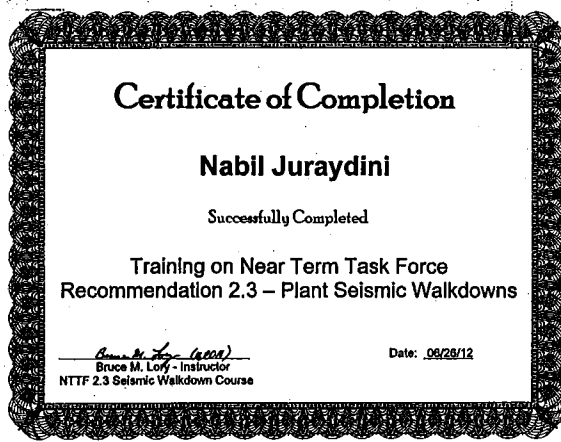 Certificate of Completion
Nabil Juraydini
Successfully Completed
Training on Near Term Task Force
Recommendation 2.3 – Plant Seismic Walkdowns
Bruce M. Lory - Instructor
NTTF 2.3 Seismic Walkdown Course
Date: 06/26/12